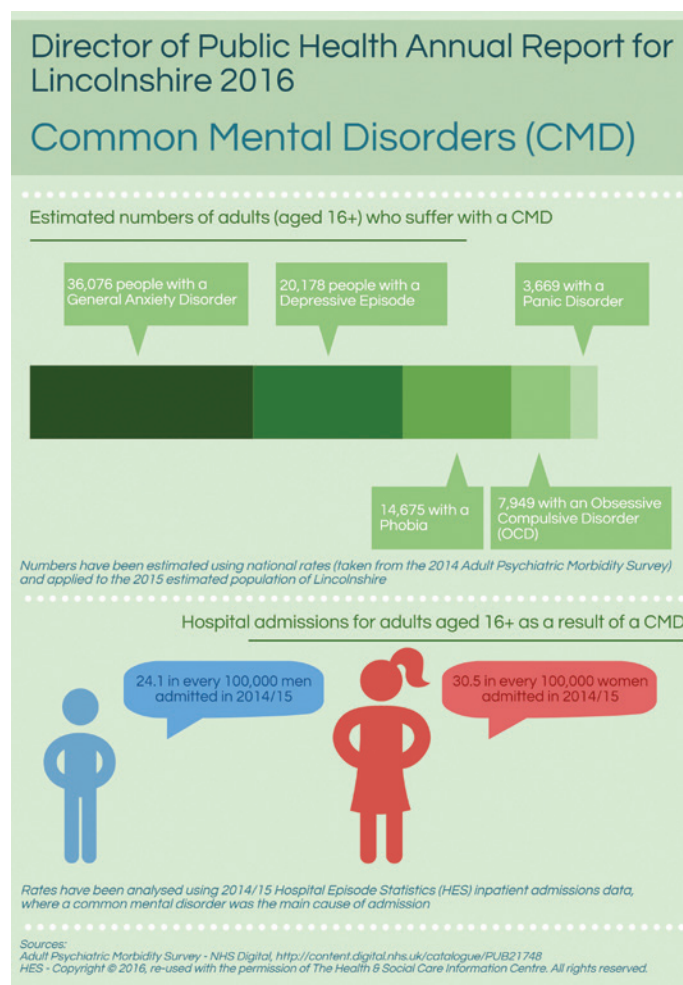 Director of Public Health Annual Report for
Lincolnshire 2016
Common Mental Disorders (CMD)
Estimated numbers of adults (aged 16+) who suffer with a CMD
36,076 people with a
General Anxiety Disorder
20,178 people with a
Depressive Episode
3,669 with a
Panic Disorder
14,675 with a
Phobia
7,949 with an Obsessive
Compulsive Disorder
(OCD)
Numbers have been estimated using national rates (taken from the 2014 Adult Psychiatric Morbidity Survey)
and applied to the 2015 estimated population of Lincolnshire
Hospital admissions for adults aged 16+ as a result of a CMD
24.1 in every 100,000 men
admitted in 2014/15
30.5 in every 100,000 women
admitted in 2014/15
Rates have been analysed using 2014/15 Hospital Episode Statistics (HES) inpatient admissions data,
where a common mental disorder was the main cause of admission
Sources:
Adult Psychiatric Morbidity Survey - NHS Digital, http://content.digital.nhs.uk/catalogue/PUB21748
HES - Copyright © 2016, re-used with the permission of The Health & Social Care Information Centre. All rights reserved.